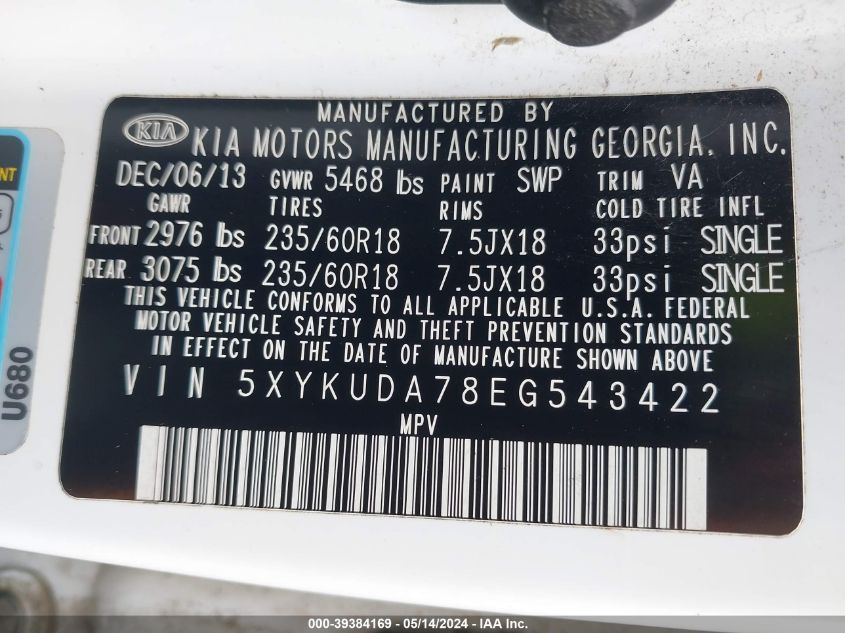 MANUFACTURED BY
KIA KIA MOTORS MANUFACTURING GEORGIA, INC.
DEC/06/13 GVWR 5468 lbs PAINT SWP TRIM VA
GAWR TIRES RIMS COLD TIRE INFL
FRONT 2976 lbs 235/60R18 7.5JX18 33psi SINGLE
REAR 3075 lbs 235/60R18 7.5JX18 33psi SINGLE
THIS VEHICLE CONFORMS TO ALL APPLICABLE U.S.A. FEDERAL
MOTOR VEHICLE SAFETY AND THEFT PREVENTION STANDARDS
IN EFFECT ON THE DATE OF MANUFACTURE SHOWN ABOVE
VIN 5XYKUDA78EG543422
MPV
U680
000-39384169 - 05/14/2024 - IAA Inc.